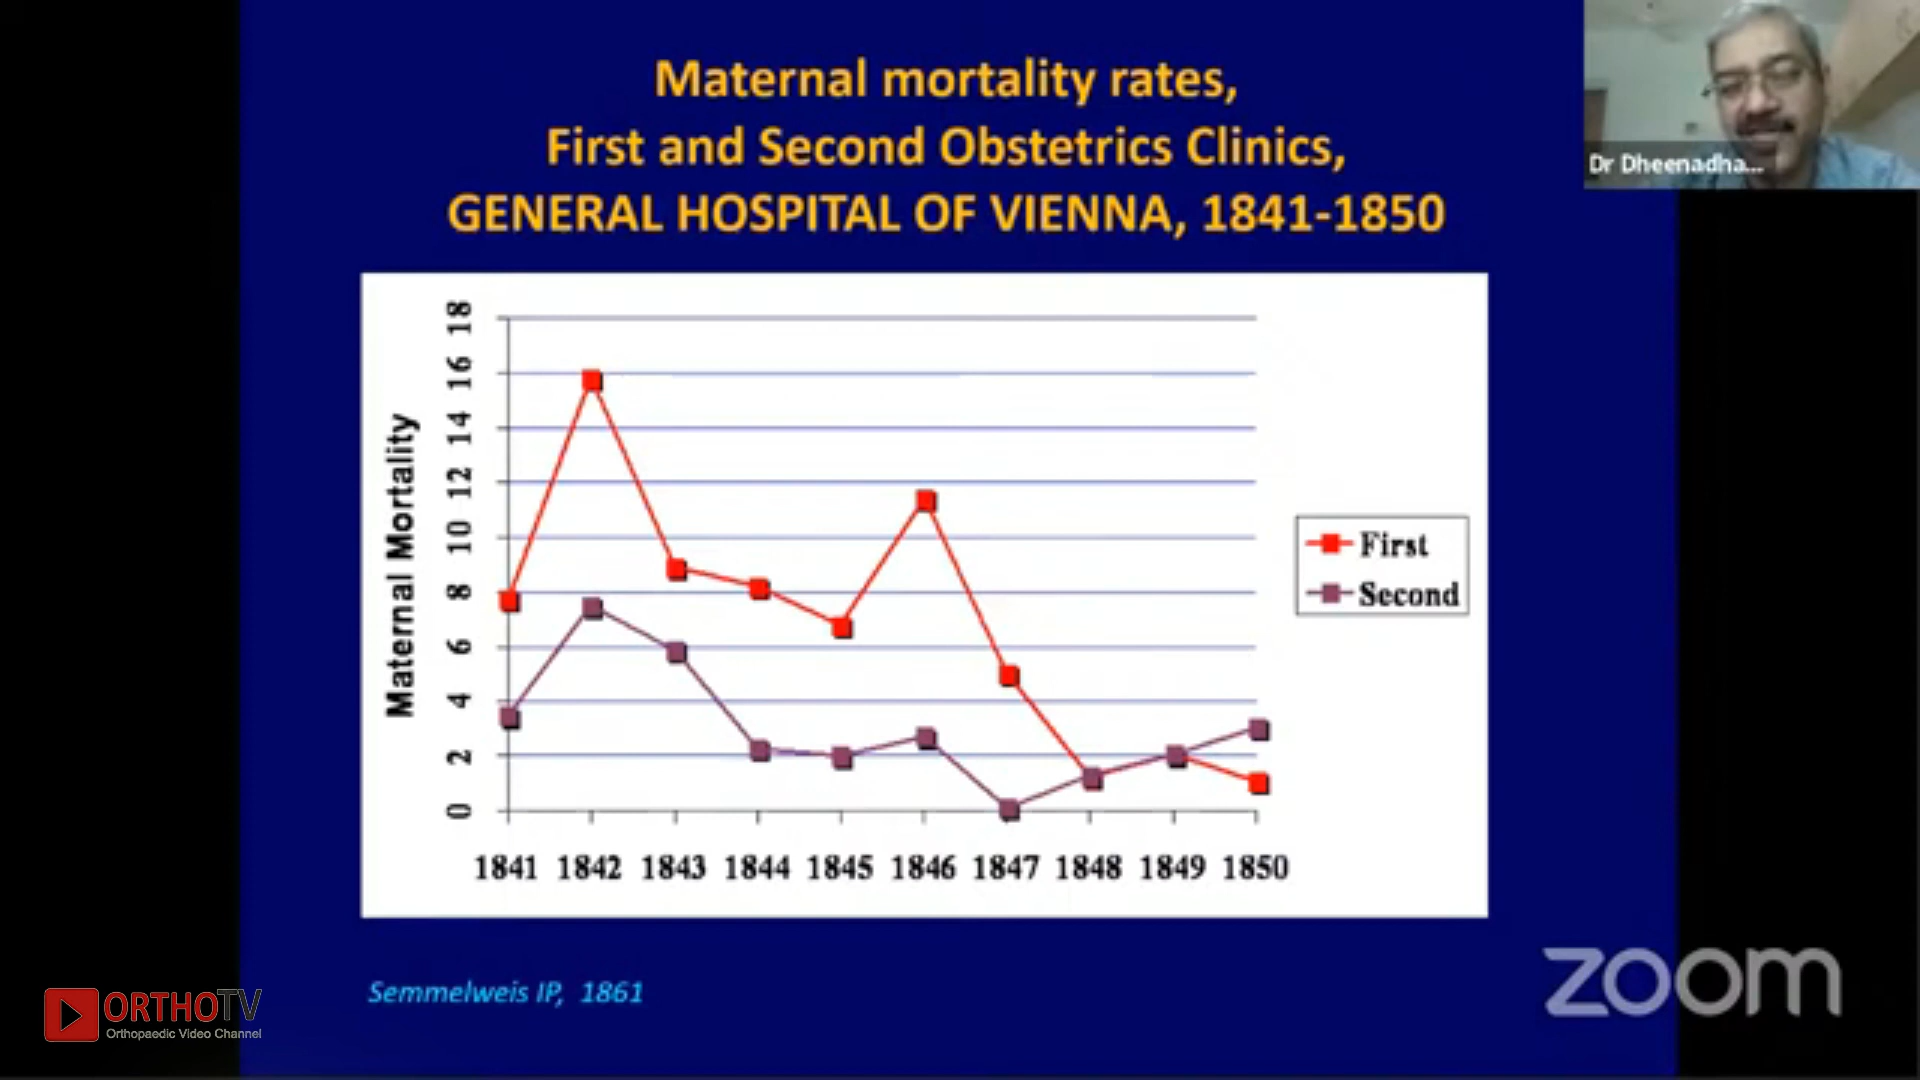 Maternal mortality rates,
First and Second Obstetrics Clinics,
GENERAL HOSPITAL OF VIENNA, 1841-1850
Dr Dheenadha...
Maternal Mortality
18
16
14
12
10
8
6
4
2
0
1841 1842 1843 1844 1845 1846 1847 1848 1849 1850
First
Second
Semmelweis IP, 1861
ORTHOTV
Orthopaedic Video Channel
zoom